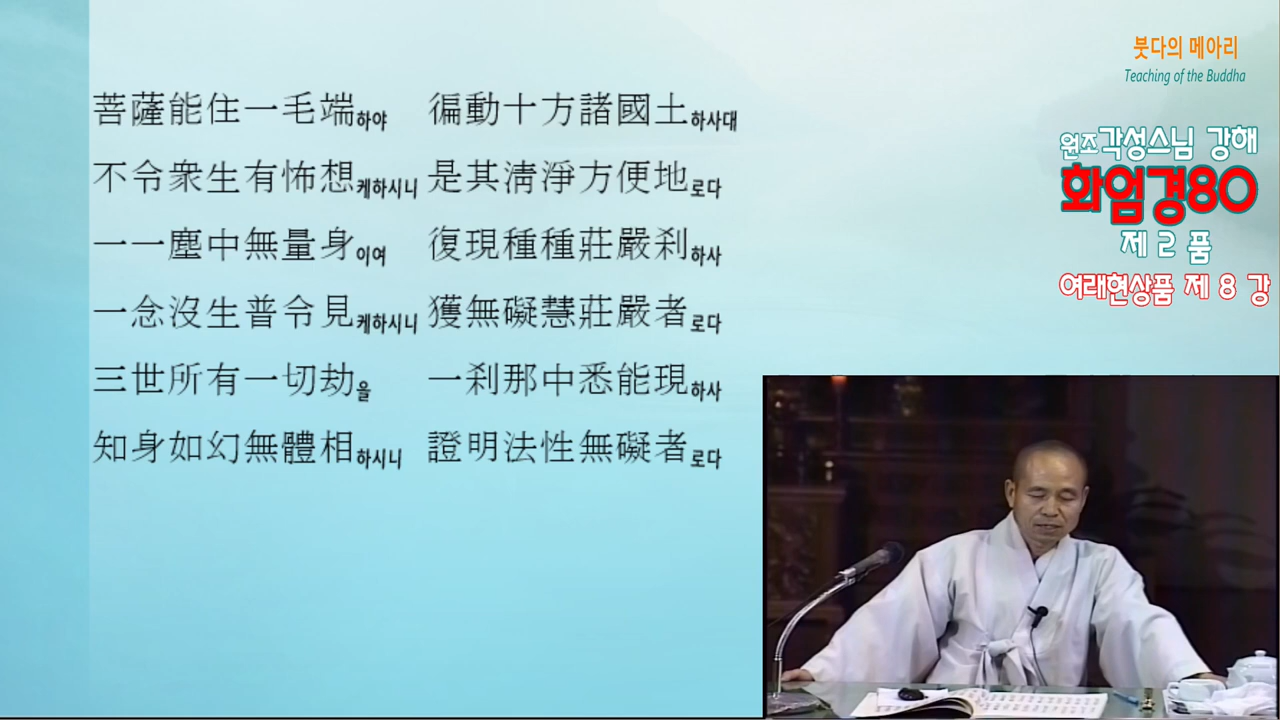 菩薩能住一毛端하야 徧動十方諸國土하사대
不令衆生有怖想케하시니 是其淸淨方便地로다
一一塵中無量身이여 復現種種莊嚴刹하사
一念沒生普令見케하시니 獲無礙慧莊嚴者로다
三世所有一切劫을 一刹那中悉能現하사
知身如幻無體相하시니 證明法性無礙者로다
붓다의 메아리
Teaching of the Buddha
원조각성스님 강해
화엄경80
제 2 품
여래현상품 제 8 강